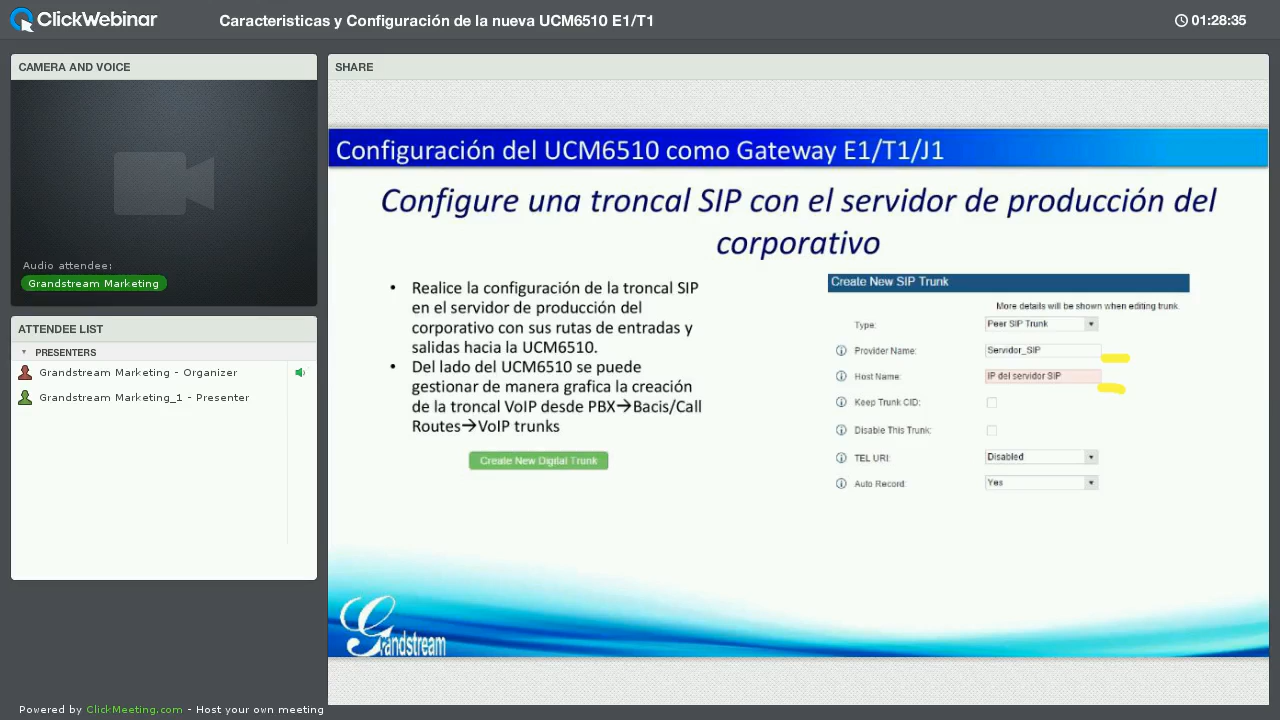 ClickWebinar
Caracteristicas y Configuración de la nueva UCM6510 E1/T1
01:28:35
CAMERA AND VOICE
Audio attendee:
Grandstream Marketing
ATTENDEE LIST
PRESENTERS
Grandstream Marketing - Organizer
Grandstream Marketing_1 - Presenter
SHARE
Configuración del UCM6510 como Gateway E1/T1/J1
Configure una troncal SIP con el servidor de producción del
corporativo
• Realice la configuración de la troncal SIP
en el servidor de producción del
corporativo con sus rutas de entradas y
salidas hacia la UCM6510.
• Del lado del UCM6510 se puede
gestionar de manera grafica la creación
de la troncal VoIP desde PBX→Bacis/Call
Routes→VoIP trunks
Create New Digital Trunk
Create New SIP Trunk
More details will be shown when editing trunk.
Type: Peer SIP Trunk
Provider Name: Servidor_SIP
Host Name: IP del servidor SIP
Keep Trunk CID:
Disable This Trunk:
TEL URI: Disabled
Auto Record: Yes
Grandstream
Powered by ClickMeeting.com - Host your own meeting